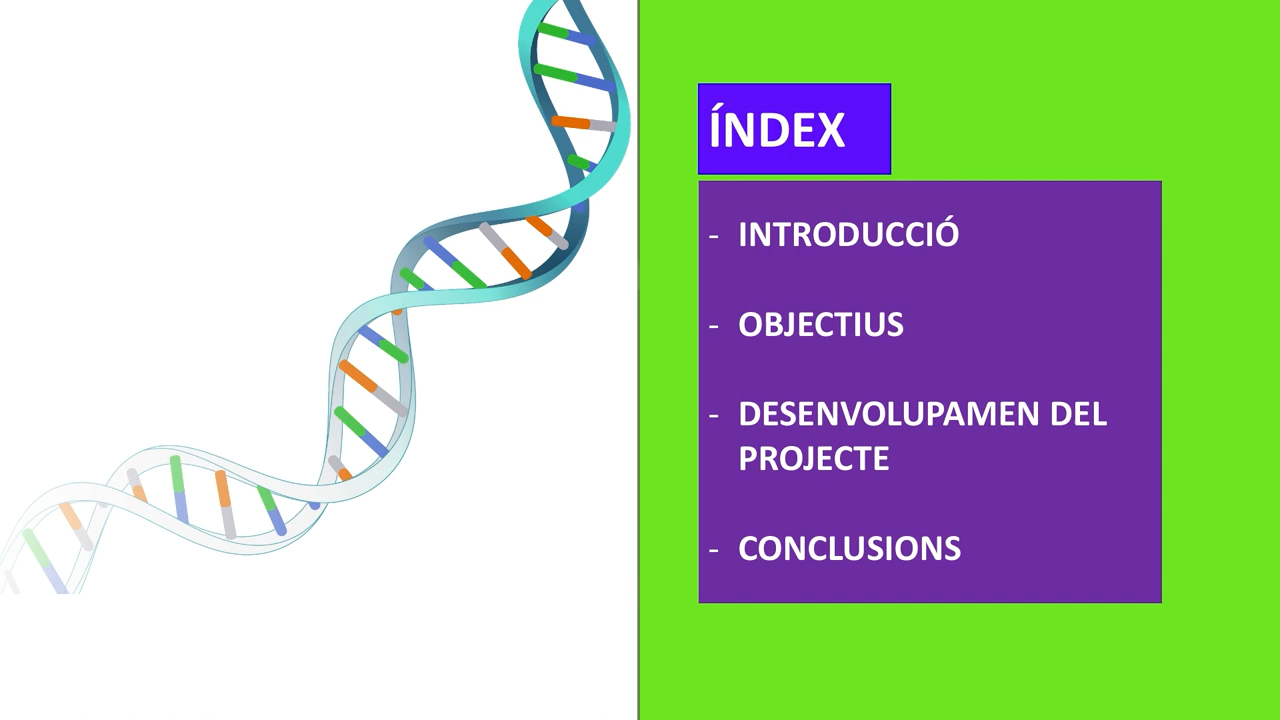 ÍNDEX
- INTRODUCCIÓ
- OBJECTIUS
- DESENVOLUPAMEN DEL
PROJECTE
- CONCLUSIONS